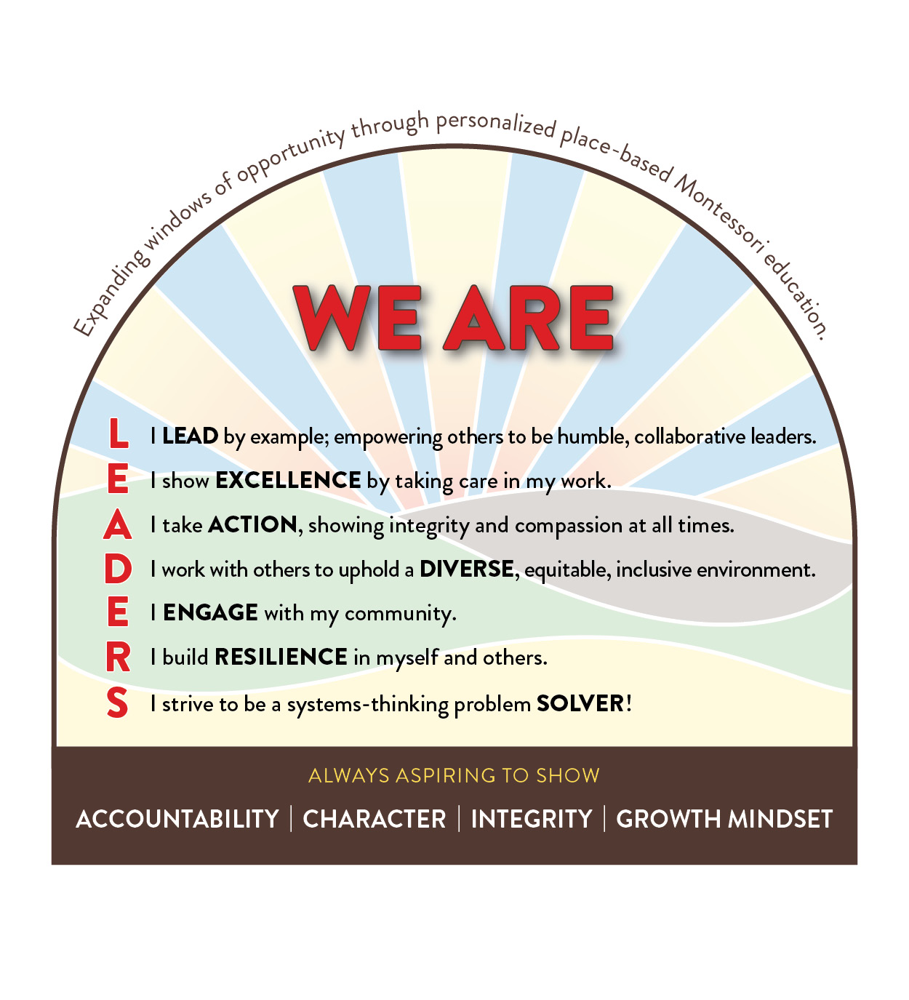 Expanding windows of opportunity through personalized place-based Montessori education.
WE ARE
L I LEAD by example; empowering others to be humble, collaborative leaders.
E I show EXCELLENCE by taking care in my work.
A I take ACTION, showing integrity and compassion at all times.
D I work with others to uphold a DIVERSE, equitable, inclusive environment.
E I ENGAGE with my community.
R I build RESILIENCE in myself and others.
S I strive to be a systems-thinking problem SOLVER!
ALWAYS ASPIRING TO SHOW
ACCOUNTABILITY | CHARACTER | INTEGRITY | GROWTH MINDSET